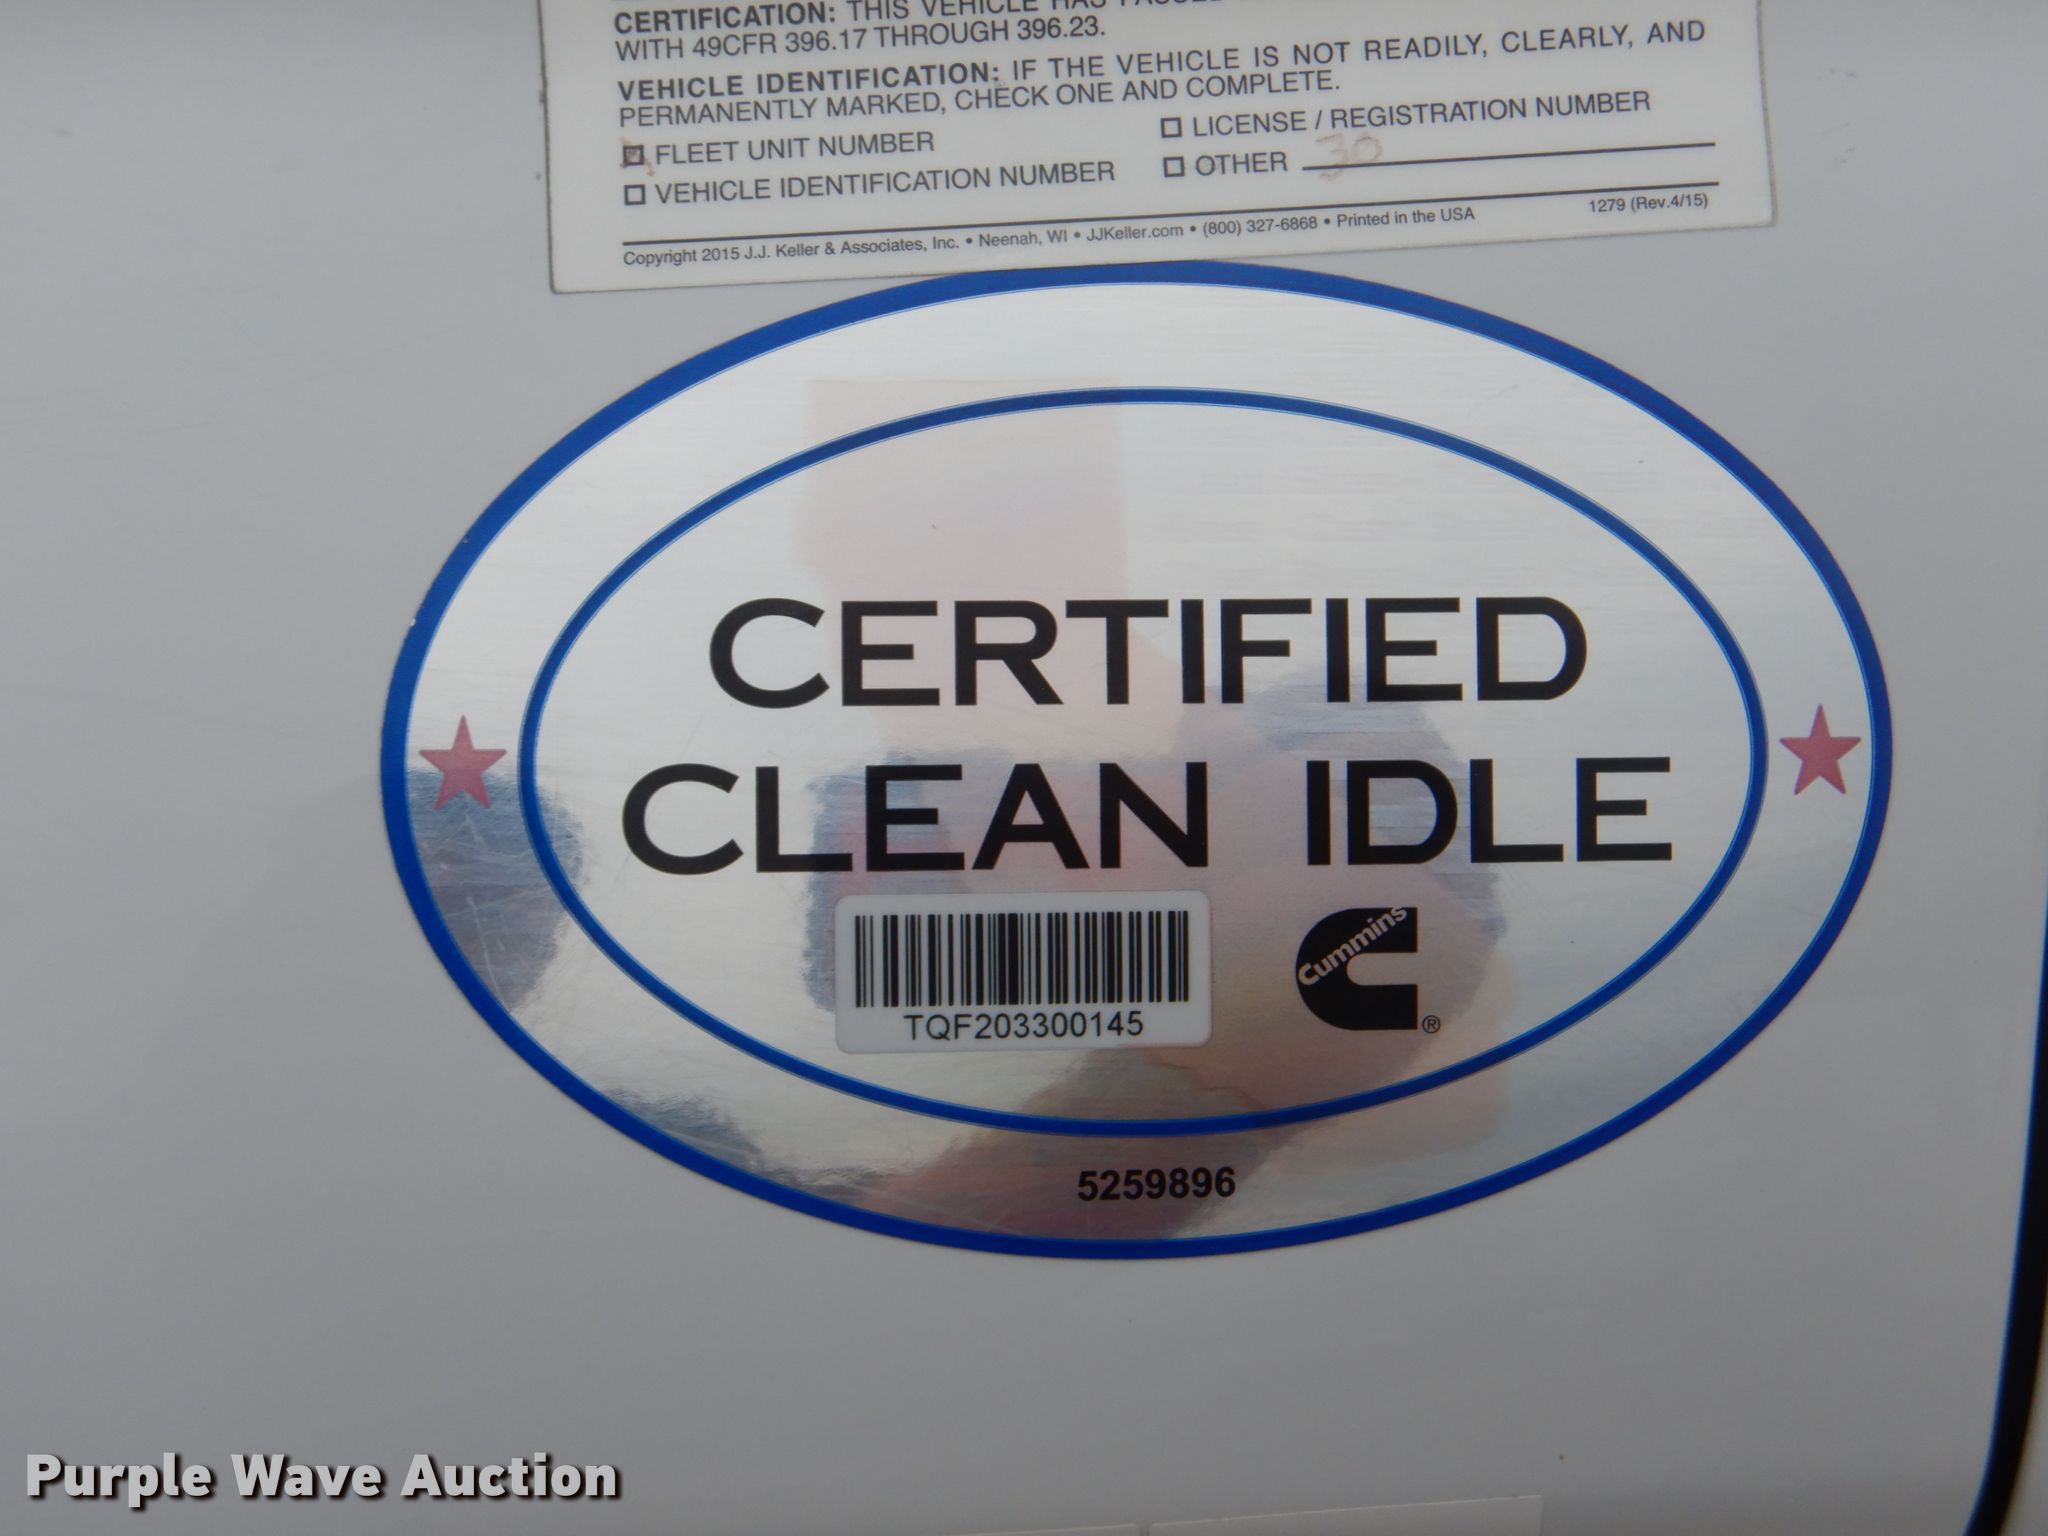 CERTIFICATION: THIS VEHICLE HAS PASSED
WITH 49CFR 396.17 THROUGH 396.23.
VEHICLE IDENTIFICATION: IF THE VEHICLE IS NOT READILY, CLEARLY, AND
PERMANENTLY MARKED, CHECK ONE AND COMPLETE.
FLEET UNIT NUMBER
LICENSE / REGISTRATION NUMBER
VEHICLE IDENTIFICATION NUMBER
OTHER 30
Copyright 2015 J.J. Keller & Associates, Inc. • Neenah, WI • JJKeller.com • (800) 327-6868 • Printed in the USA
1279 (Rev.4/15)
CERTIFIED
CLEAN IDLE
TQF203300145
Cummins
®
5259896
Purple Wave Auction